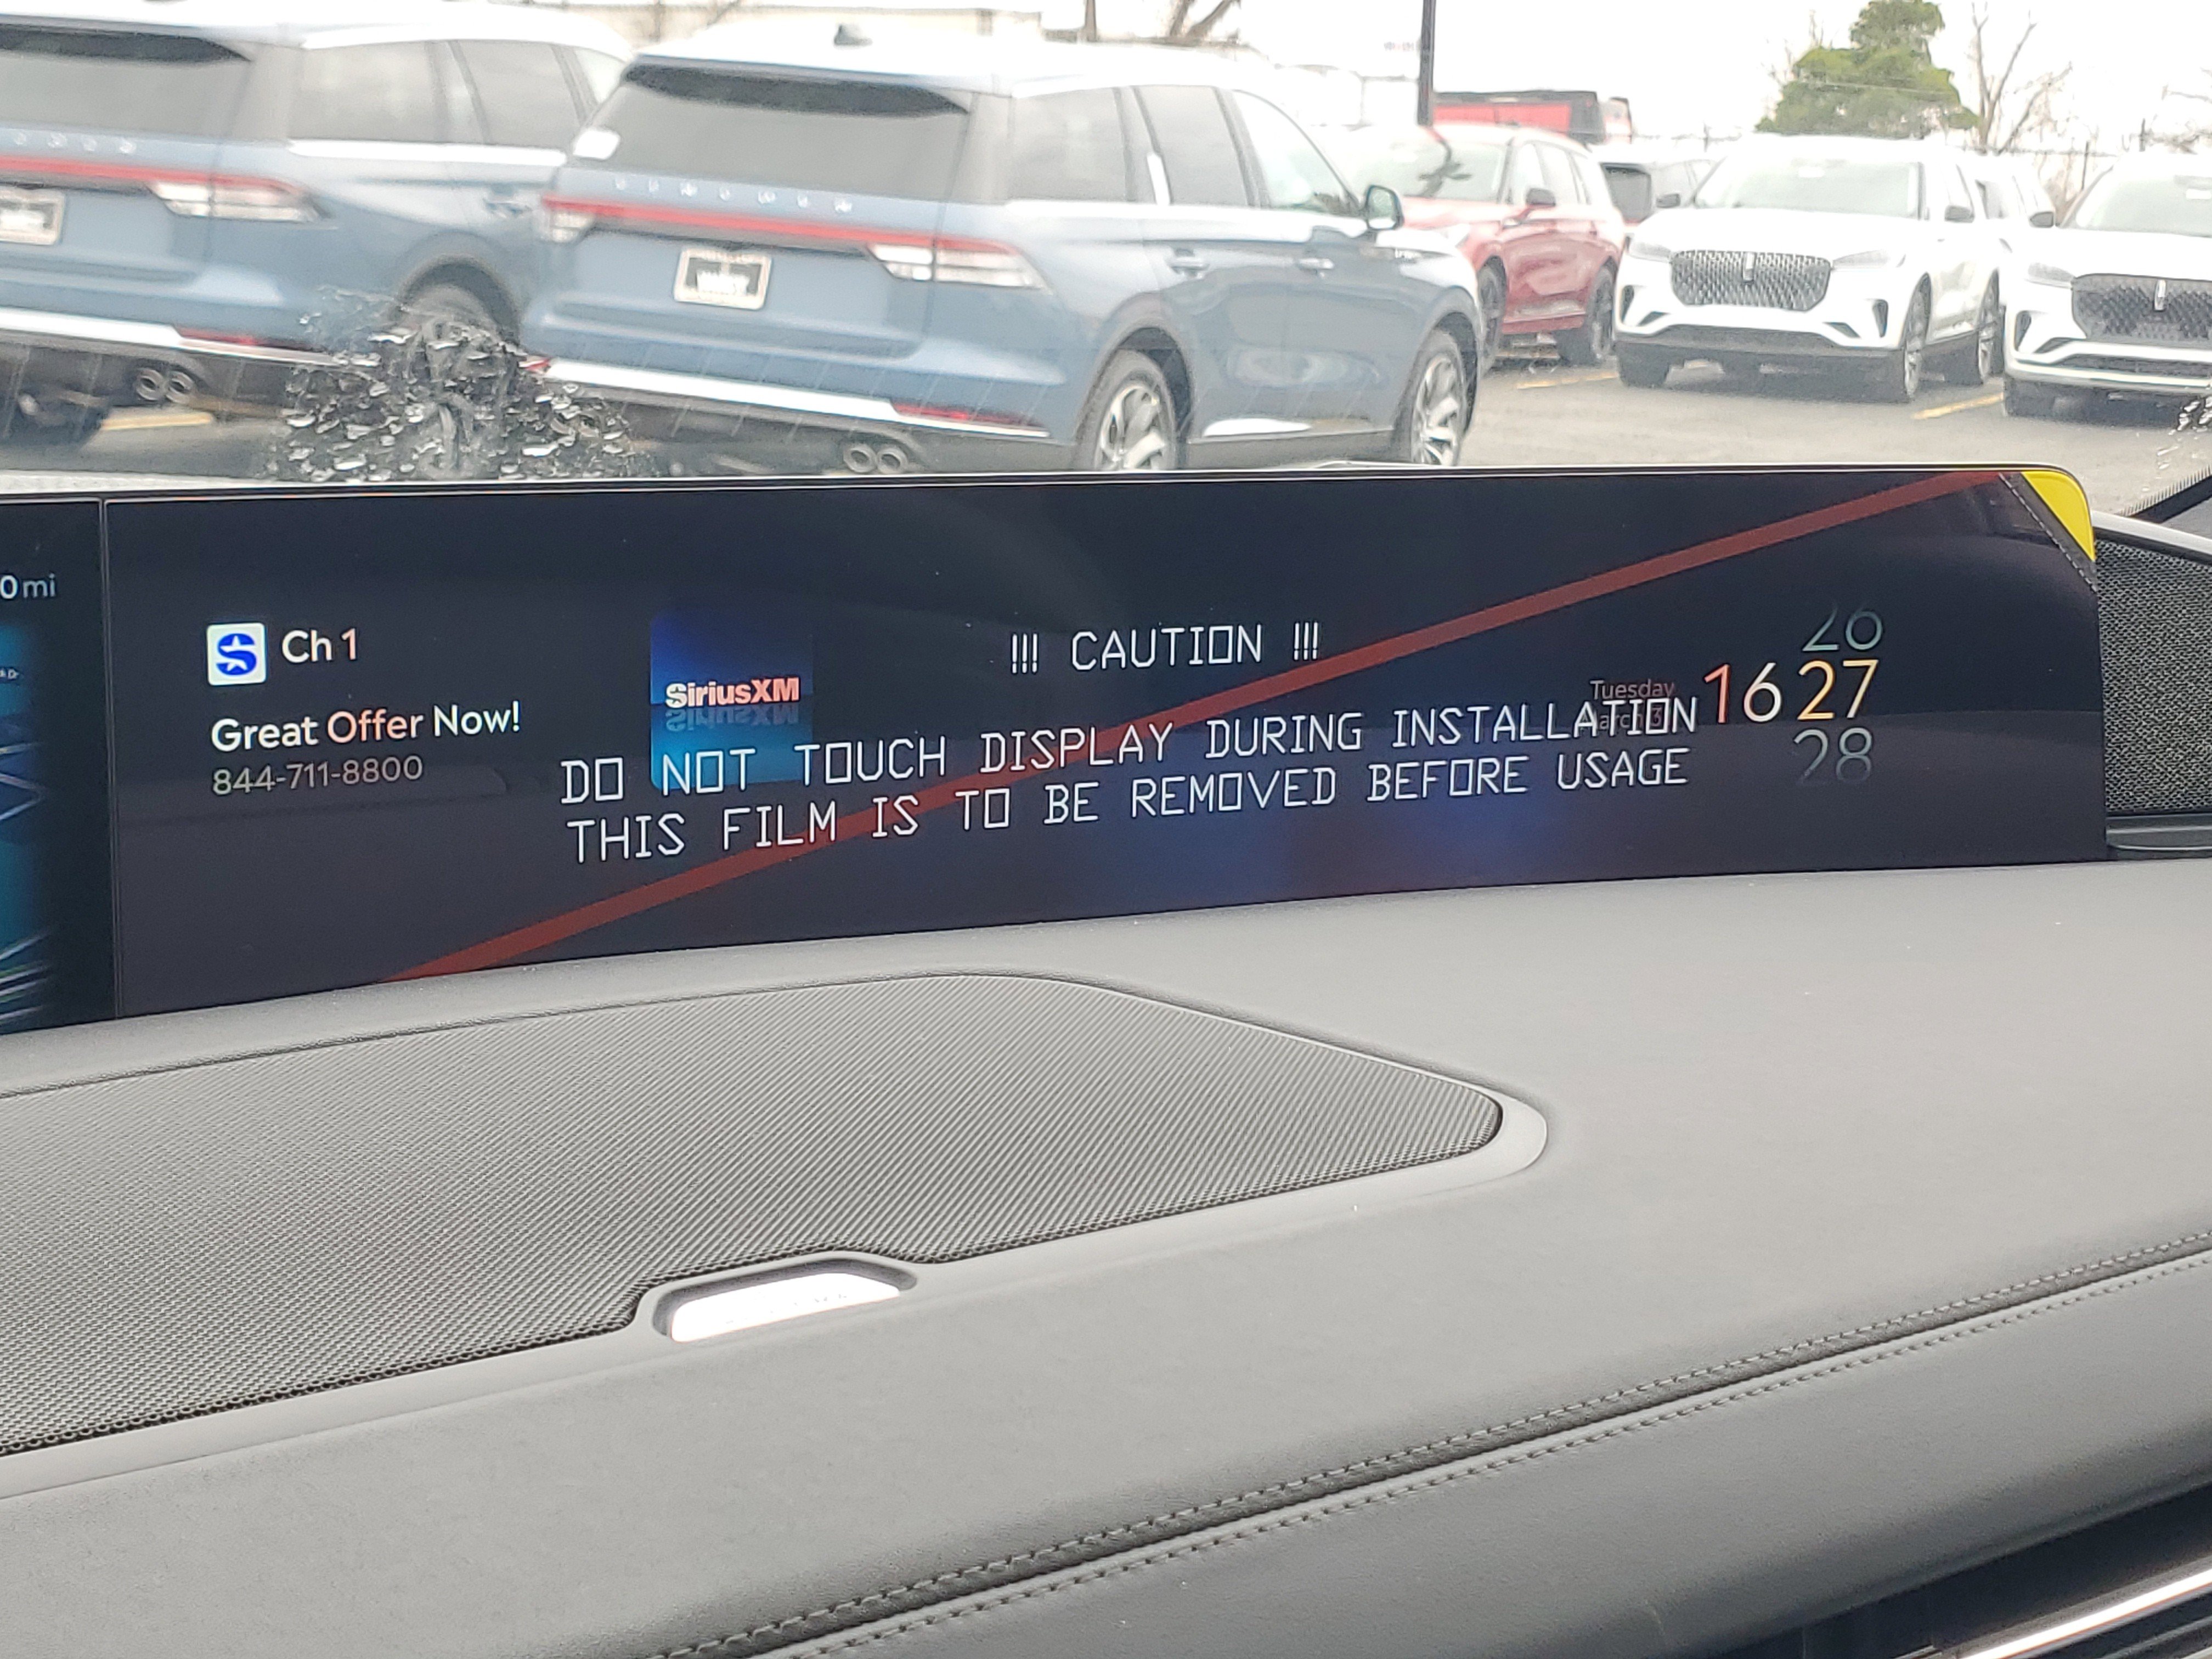 LINCOLN
0 mi
Ch 1
Great Offer Now!
844-711-8800
SiriusXM
!!! CAUTION !!!
DO NOT TOUCH DISPLAY DURING INSTALLATION
THIS FILM IS TO BE REMOVED BEFORE USAGE
Tuesday
26
16 27
28